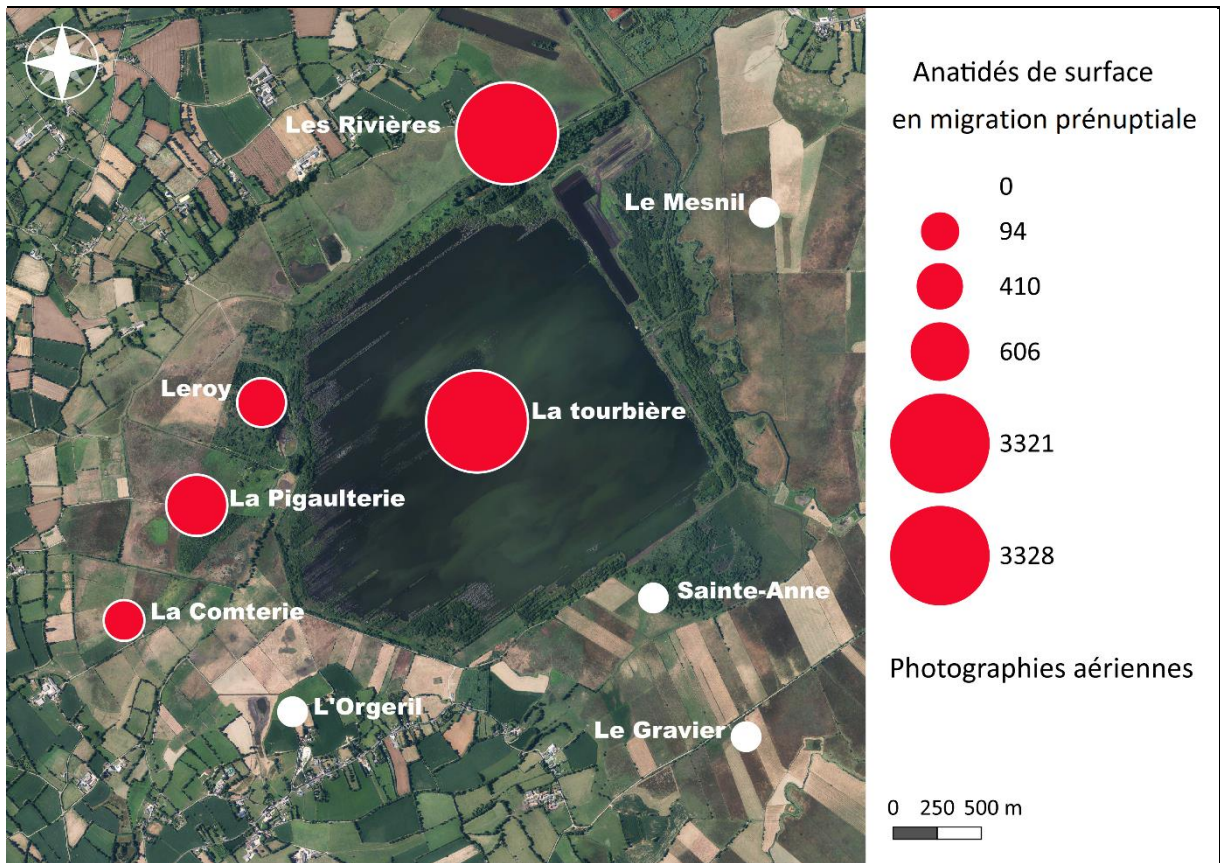 Les Rivières
Le Mesnil
Leroy
La tourbière
La Pigaulterie
Sainte-Anne
La Comterie
L'Orgeril
Le Gravier
Anatidés de surface
en migration prénuptiale
0
94
410
606
3321
3328
Photographies aériennes
0 250 500 m